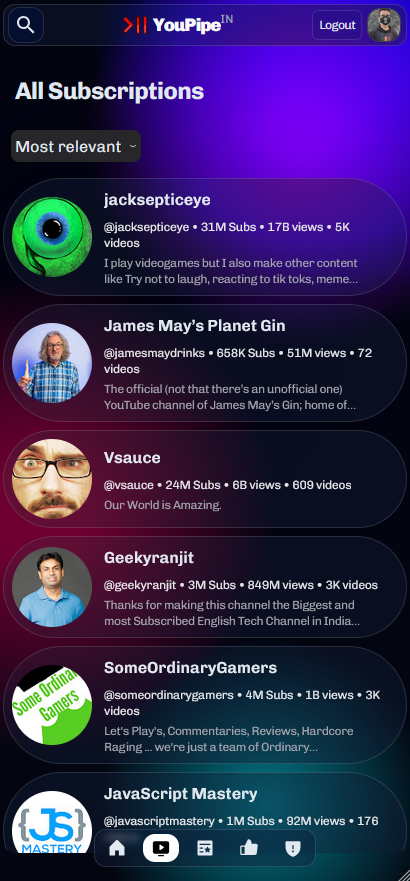 YouPipe IN
Logout
All Subscriptions
Most relevant
jacksepticeye
@jacksepticeye • 31M Subs • 17B views • 5K
videos
I play videogames but I also make other content
like Try not to laugh, reacting to tik toks, meme...
James May's Planet Gin
@jamesmaydrinks • 658K Subs • 51M views • 72
videos
The official (not that there's an unofficial one)
YouTube channel of James May's Gin; home of...
Vsauce
@vsauce • 24M Subs • 6B views • 609 videos
Our World is Amazing.
Geekyranjit
@geekyranjit • 3M Subs • 849M views • 3K videos
Thanks for making this channel the Biggest and
most Subscribed English Tech Channel in India...
Some Ordinary
Gamers
SomeOrdinaryGamers
@someordinarygamers • 4M Subs • 1B views • 3K
videos
Let's Play's, Commentaries, Reviews, Hardcore
Raging ... we're just a team of Ordinary...
{JS}
MASTERY
JavaScript Mastery
@javascriptmastery • 1M Subs • 92M views • 176